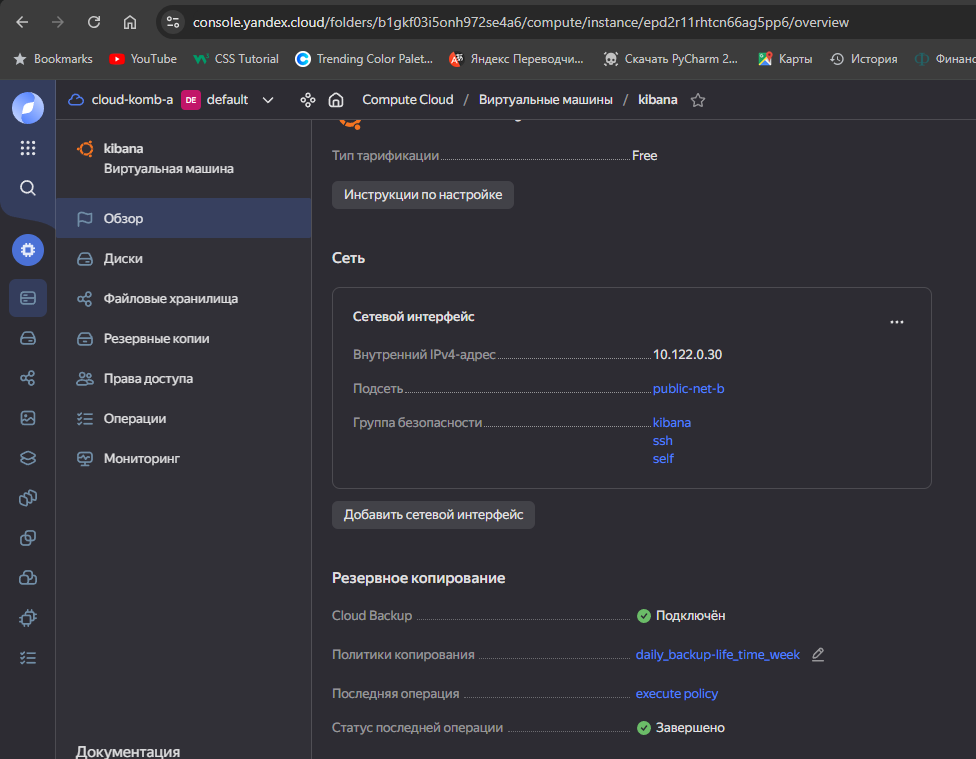 console.yandex.cloud/folders/b1gkf03i5onh972se4a6/compute/instance/epd2r11rhtcn66ag5pp6/overview
Bookmarks YouTube CSS Tutorial Trending Color Palet... Яндекс Переводчи... Скачать PyCharm 2... Карты История Финанс
cloud-komb-a DE default Compute Cloud / Виртуальные машины / kibana
kibana
Виртуальная машина
Обзор
Диски
Файловые хранилища
Резервные копии
Права доступа
Операции
Мониторинг
Документация
Тип тарификации Free
Инструкции по настройке
Сеть
Сетевой интерфейс
Внутренний IPv4-адрес 10.122.0.30
Подсеть public-net-b
Группа безопасности kibana
ssh
self
Добавить сетевой интерфейс
Резервное копирование
Cloud Backup Подключён
Политики копирования daily_backup-life_time_week
Последняя операция execute policy
Статус последней операции Завершено